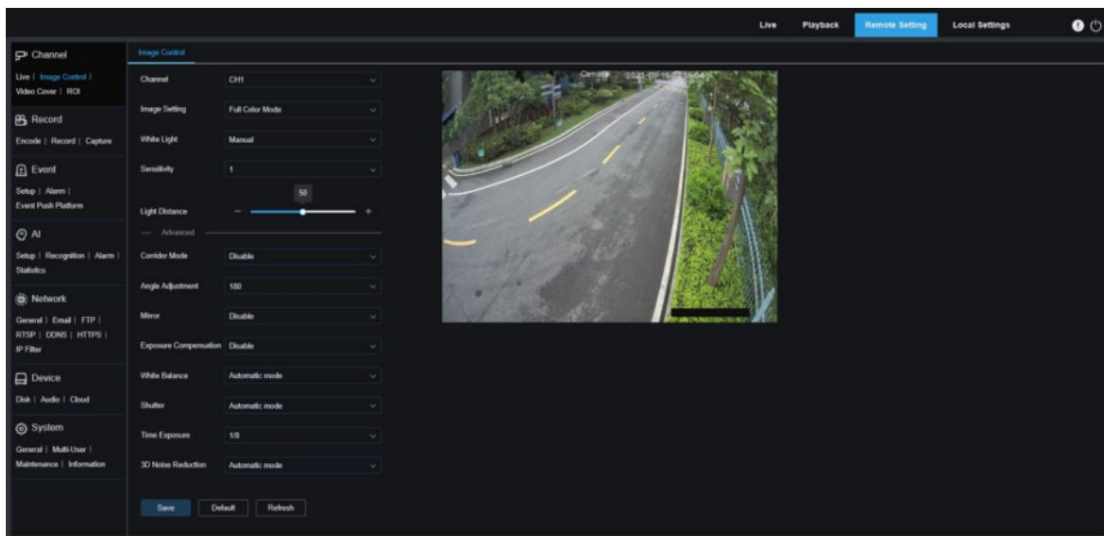 Live Playback Remote Setting Local Settings
Channel
Live | Image Control |
Video Cover | ROI
Record
Encode | Record | Capture
Event
Setup | Alarm |
Event Push Platform
AI
Setup | Recognition | Alarm |
Statistics
Network
General | Email | FTP |
RTSP | DDNS | HTTPS |
IP Filter
Device
Disk | Audio | Cloud
System
General | Multi-User |
Maintenance | Information
Image Control
Channel CH1
Image Setting Full Color Mode
White Light Manual
Sensitivity 1
50
Light Distance − +
Advanced
Corridor Mode Disable
Angle Adjustment 180
Mirror Disable
Exposure Compensation Disable
White Balance Automatic mode
Shutter Automatic mode
Time Exposure 1/8
3D Noise Reduction Automatic mode
Save Default Refresh
Camera